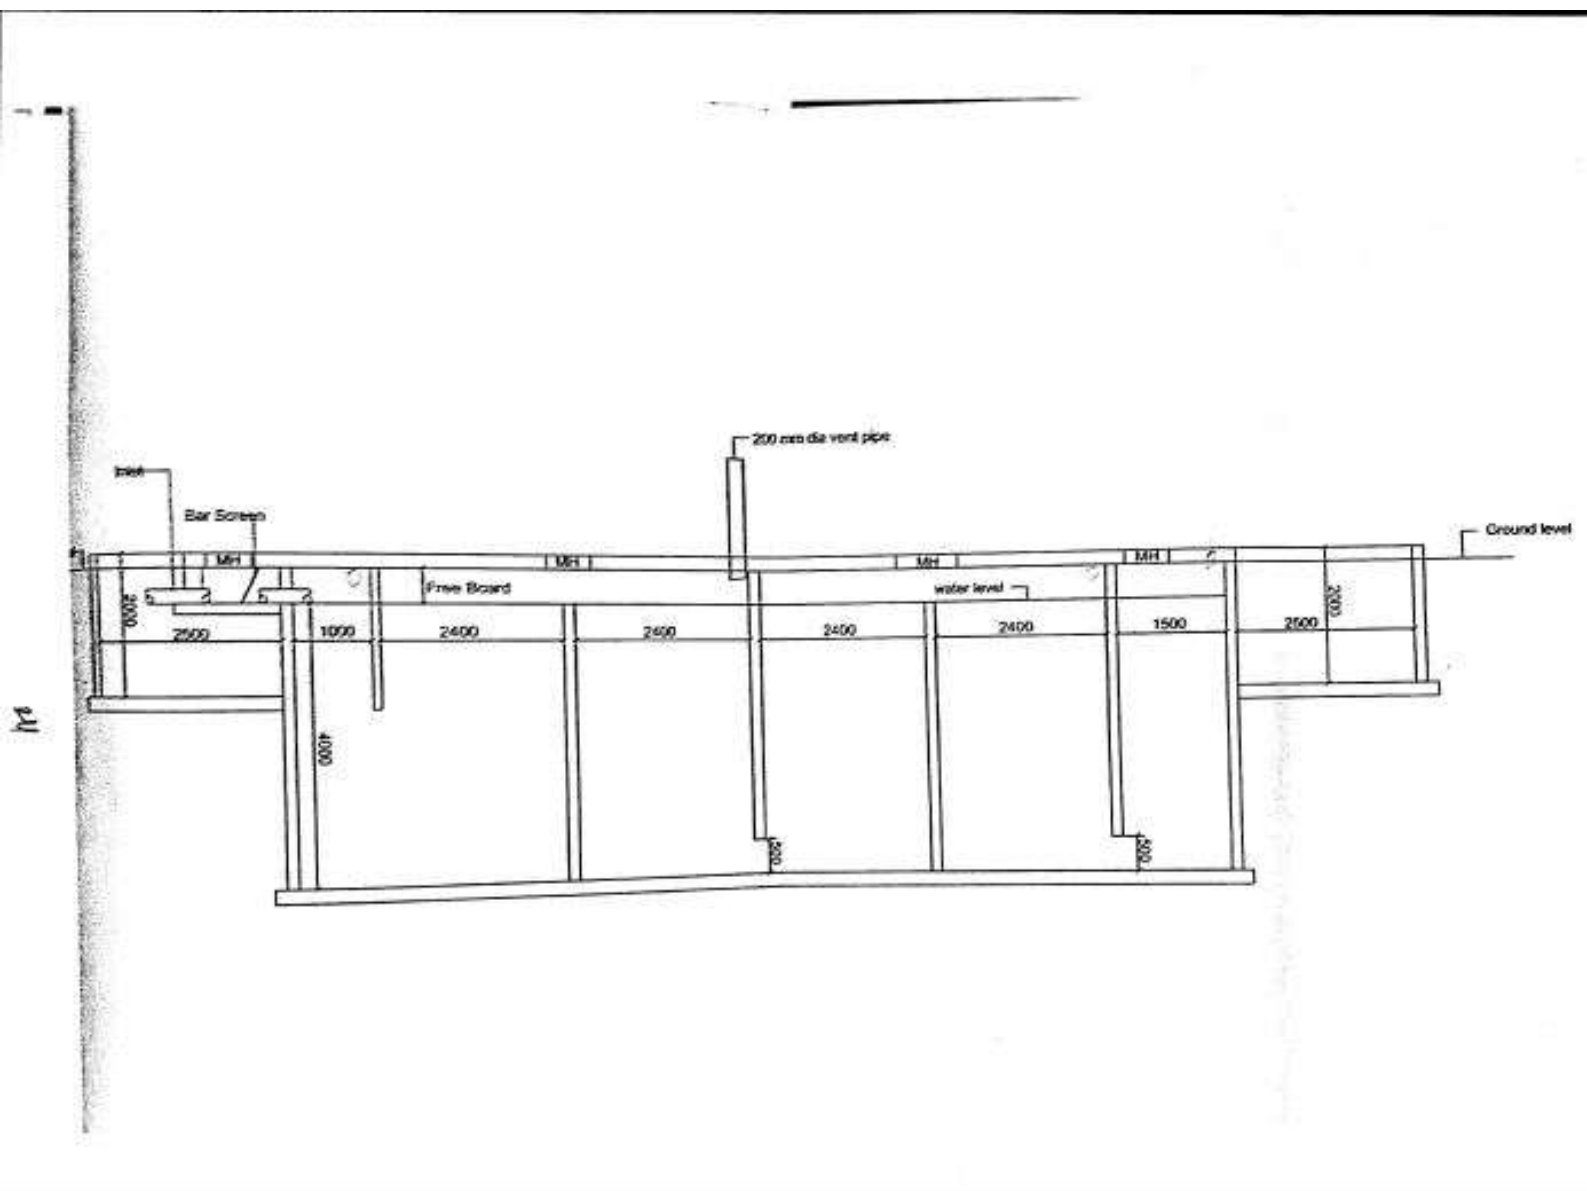 200 mm dia vent pipe
Inlet
Bar Screen
Ground level
MH
MH
MH
MH
Free Board
water level
2000
2500
1000
2400
2400
2400
2400
1500
2500
2000
4000
500
500